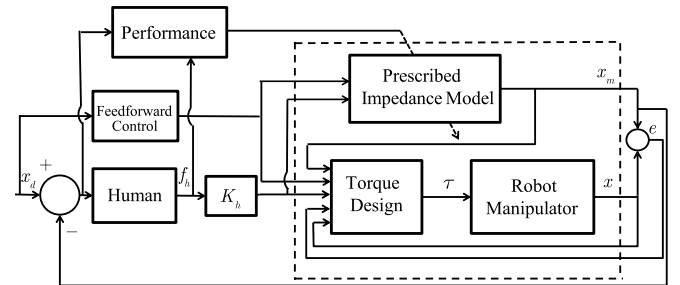 Performance
Prescribed
Impedance Model
x_m
Feedforward
Control
e
+
x_d
Human
f_h
K_h
Torque
Design
τ
Robot
Manipulator
x
−